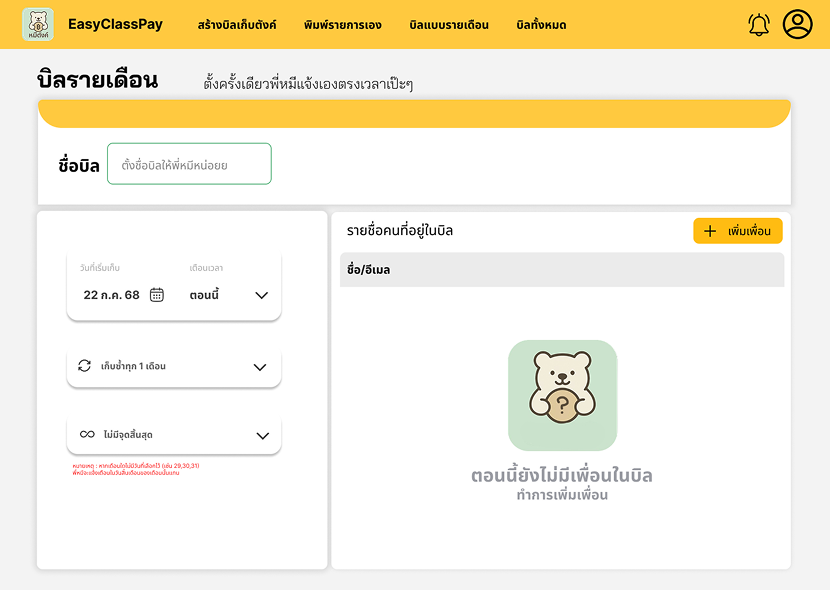 หมีตังค์
EasyClassPay
สร้างบิลเก็บตังค์
พิมพ์รายการเอง
บิลแบบรายเดือน
บิลทั้งหมด
บิลรายเดือน
ตั้งครั้งเดียวพี่หมีแจ้งเองตรงเวลาเป๊ะๆ
ชื่อบิล
ตั้งชื่อบิลให้พี่หมีหน่อยย
รายชื่อคนที่อยู่ในบิล
เพิ่มเพื่อน
ชื่อ/อีเมล
วันที่เริ่มเก็บ
เตือนเวลา
22 ก.ค. 68
ตอนนี้
เก็บซ้ำทุก 1 เดือน
ไม่มีจุดสิ้นสุด
หมายเหตุ : หากเดือนใดไม่มีวันที่เลือกไว้ (เช่น 29,30,31)
พี่หมีจะแจ้งเตือนในวันสิ้นเดือนของเดือนนั้นแทน
?
ตอนนี้ยังไม่มีเพื่อนในบิล
ทำการเพิ่มเพื่อน